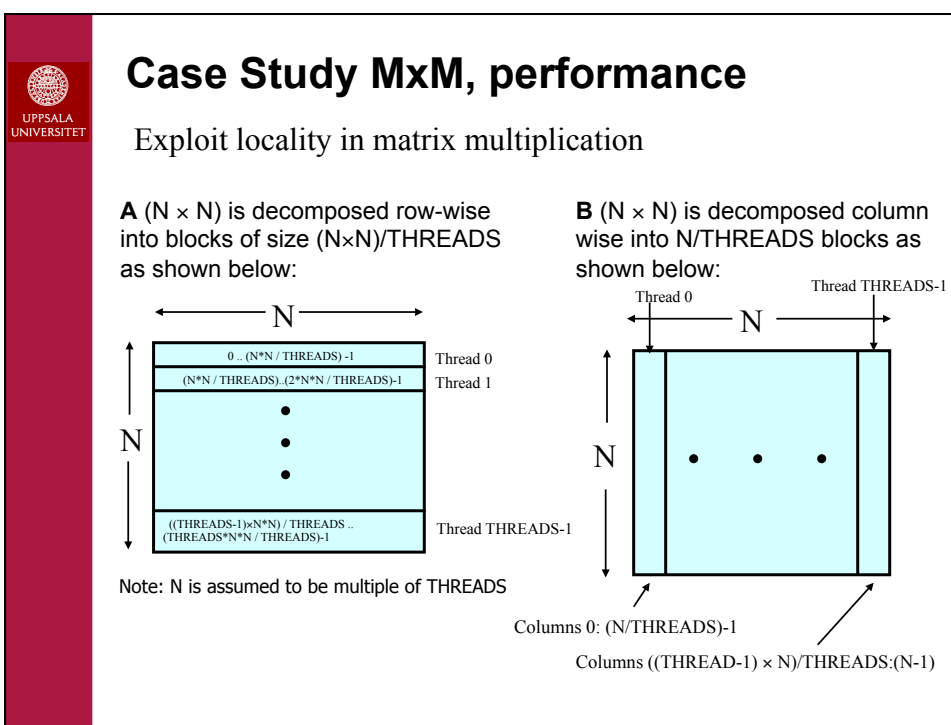 UPPSALA
UNIVERSITET
Case Study MxM, performance
Exploit locality in matrix multiplication
A (N × N) is decomposed row-wise
into blocks of size (N×N)/THREADS
as shown below:
N
N
0 .. (N*N / THREADS) -1
Thread 0
(N*N / THREADS)..(2*N*N / THREADS)-1
Thread 1
((THREADS-1)×N*N) / THREADS ..
(THREADS*N*N / THREADS)-1
Thread THREADS-1
Note: N is assumed to be multiple of THREADS
B (N × N) is decomposed column
wise into N/THREADS blocks as
shown below:
Thread 0
Thread THREADS-1
N
N
Columns 0: (N/THREADS)-1
Columns ((THREAD-1) × N)/THREADS:(N-1)